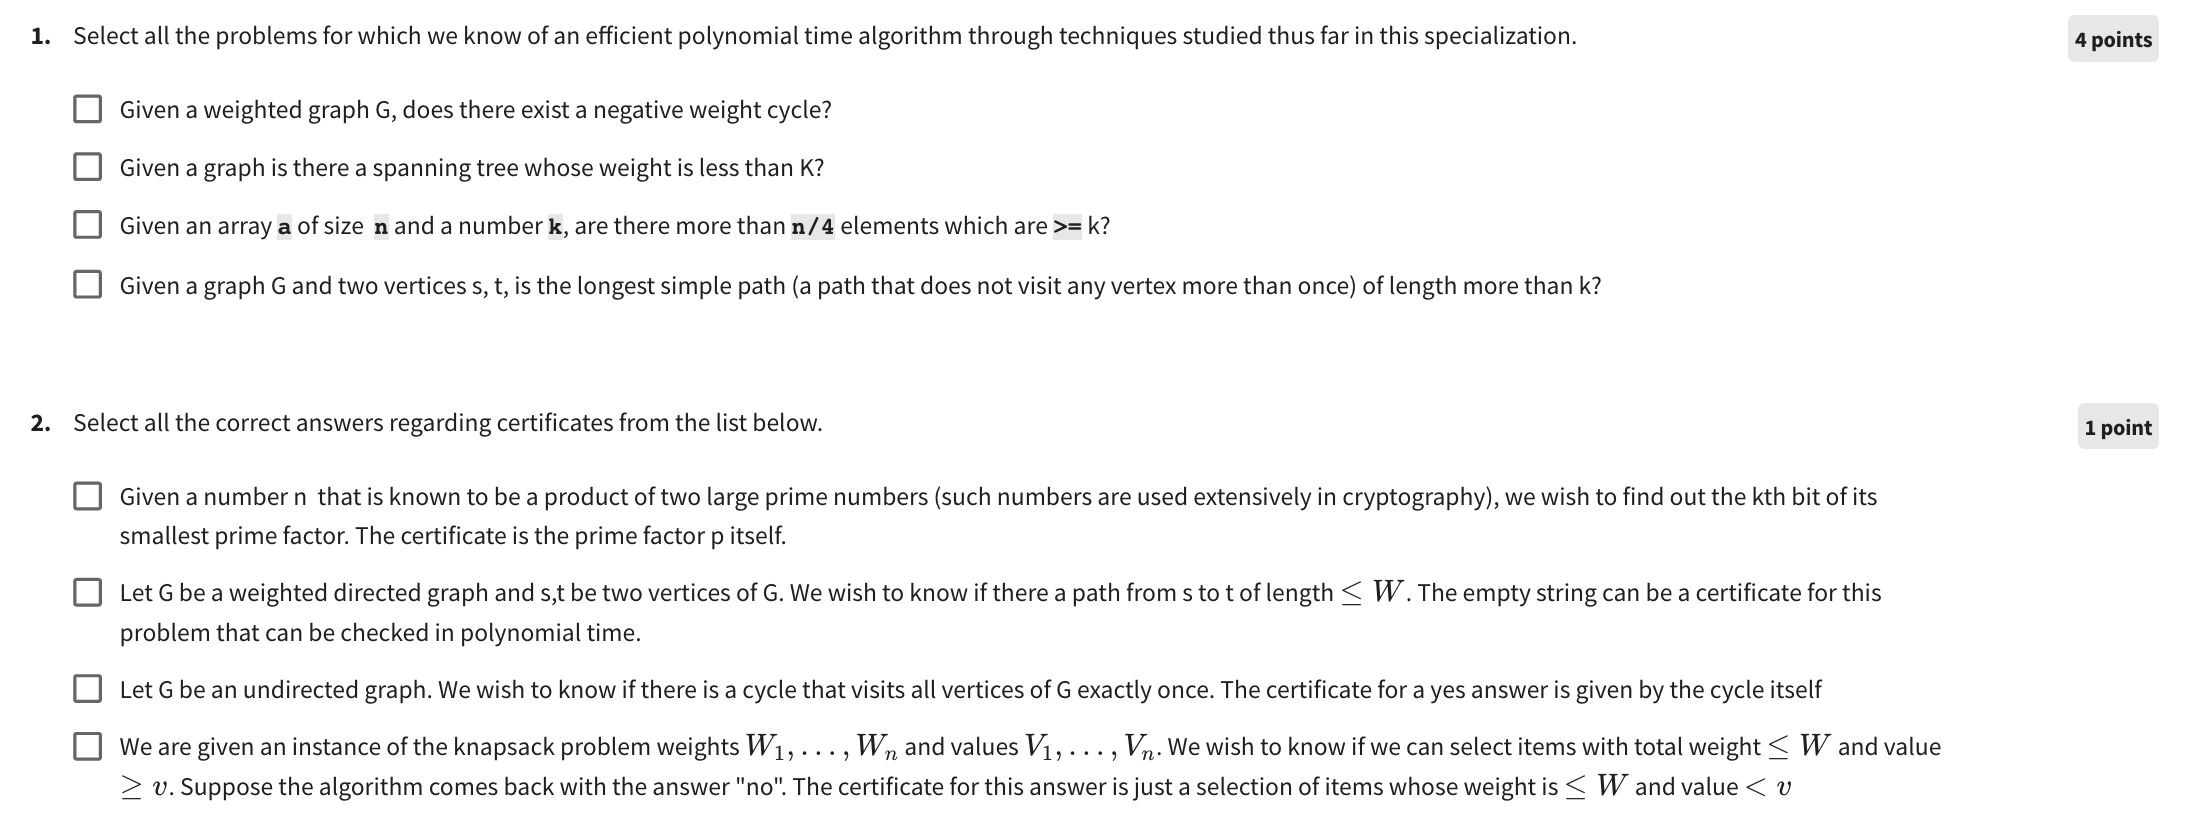 1. Select all the problems for which we know of an efficient polynomial time algorithm through techniques studied thus far in this specialization. 4 points
Given a weighted graph G, does there exist a negative weight cycle?
Given a graph is there a spanning tree whose weight is less than K?
Given an array a of size n and a number k, are there more than n/4 elements which are >= k?
Given a graph G and two vertices s, t, is the longest simple path (a path that does not visit any vertex more than once) of length more than k?
2. Select all the correct answers regarding certificates from the list below. 1 point
Given a number n that is known to be a product of two large prime numbers (such numbers are used extensively in cryptography), we wish to find out the kth bit of its
smallest prime factor. The certificate is the prime factor p itself.
Let G be a weighted directed graph and s,t be two vertices of G. We wish to know if there a path from s to t of length ≤ W. The empty string can be a certificate for this
problem that can be checked in polynomial time.
Let G be an undirected graph. We wish to know if there is a cycle that visits all vertices of G exactly once. The certificate for a yes answer is given by the cycle itself
We are given an instance of the knapsack problem weights W₁, . . . , Wₙ and values V₁, . . . , Vₙ. We wish to know if we can select items with total weight ≤ W and value
≥ v. Suppose the algorithm comes back with the answer "no". The certificate for this answer is just a selection of items whose weight is ≤ W and value < v